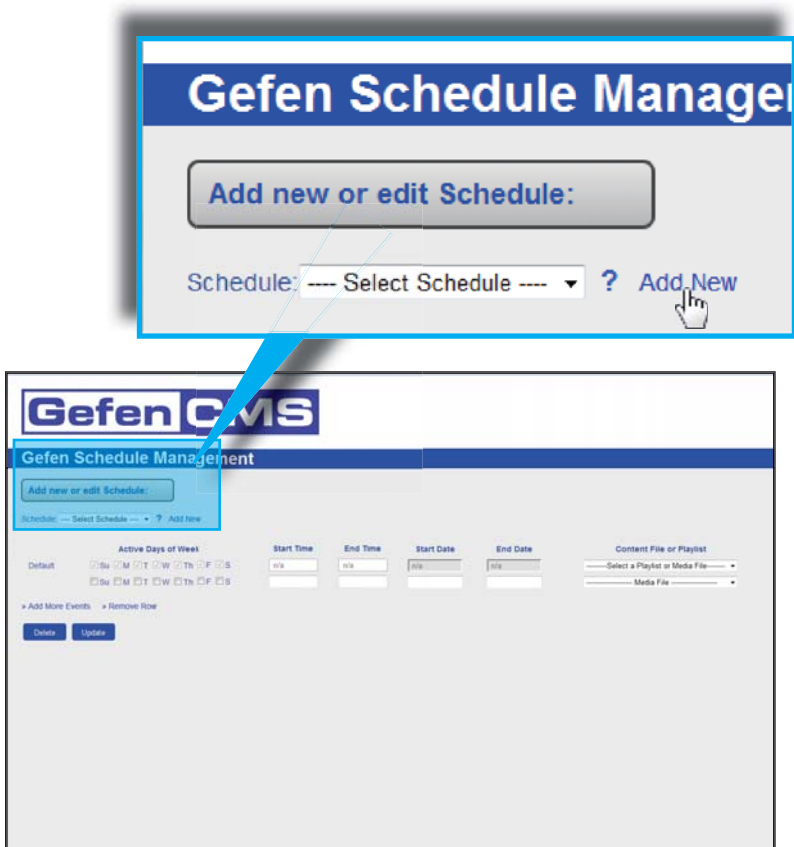 Gefen Schedule Manage
Add new or edit Schedule:
Schedule: ---- Select Schedule ---- ? Add New
Gefen CMS
Gefen Schedule Management
Add new or edit Schedule:
Schedule: --- Select Schedule --- ? Add New
Active Days of Week Start Time End Time Start Date End Date Content File or Playlist
Default Su M T W Th F S n/a n/a n/a n/a -------Select a Playlist or Media File-------
Su M T W Th F S --------- Media File ---------
» Add More Events » Remove Row
Delete Update